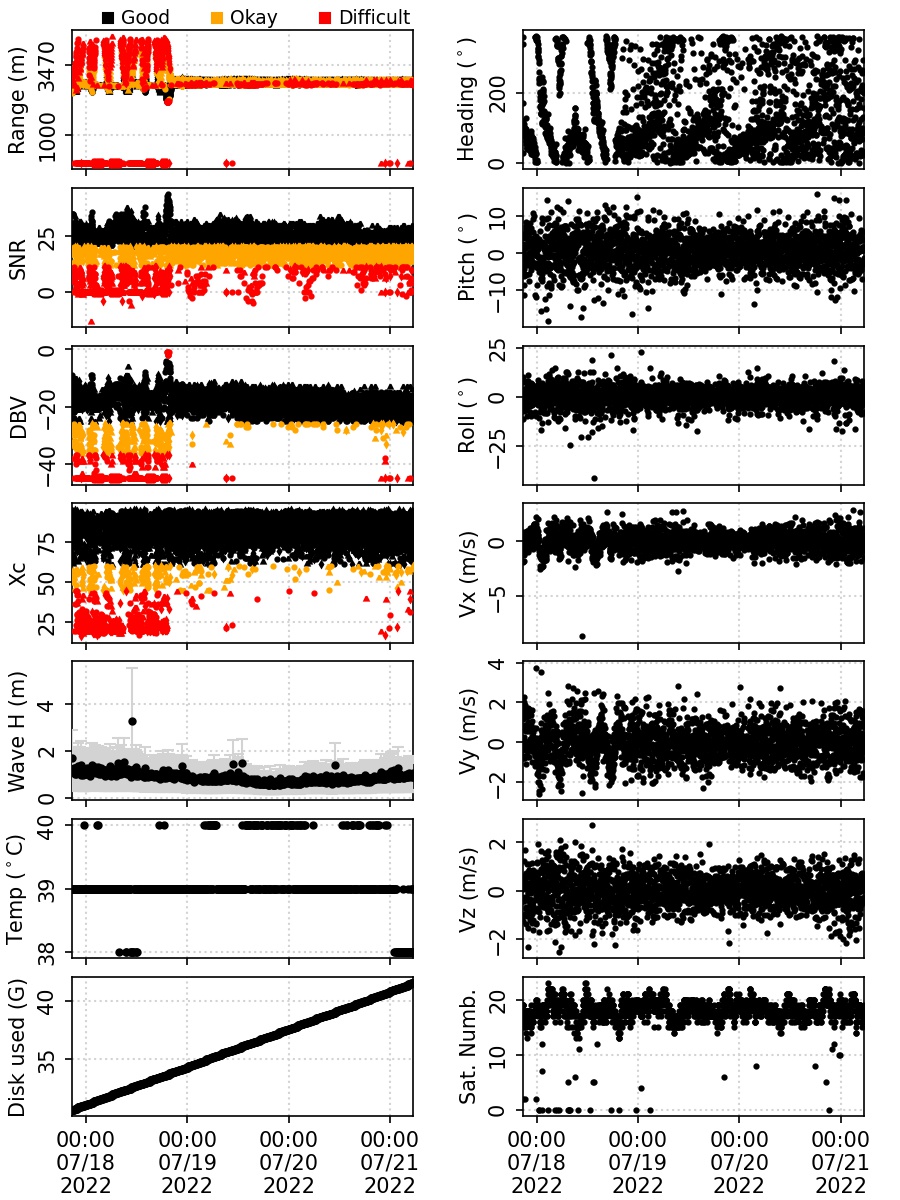 Good Okay Difficult
Range (m)
3470
1000
Heading (°)
200
0
SNR
25
0
Pitch (°)
10
0
−10
DBV
0
−20
−40
Roll (°)
25
0
−25
Xc
75
50
25
Vx (m/s)
0
−5
Wave H (m)
4
2
0
Vy (m/s)
4
2
0
−2
Temp (°C)
40
39
38
Vz (m/s)
2
0
−2
Disk used (G)
40
35
Sat. Numb.
20
10
0
00:00 00:00 00:00 00:00
07/18 07/19 07/20 07/21
2022 2022 2022 2022
00:00 00:00 00:00 00:00
07/18 07/19 07/20 07/21
2022 2022 2022 2022